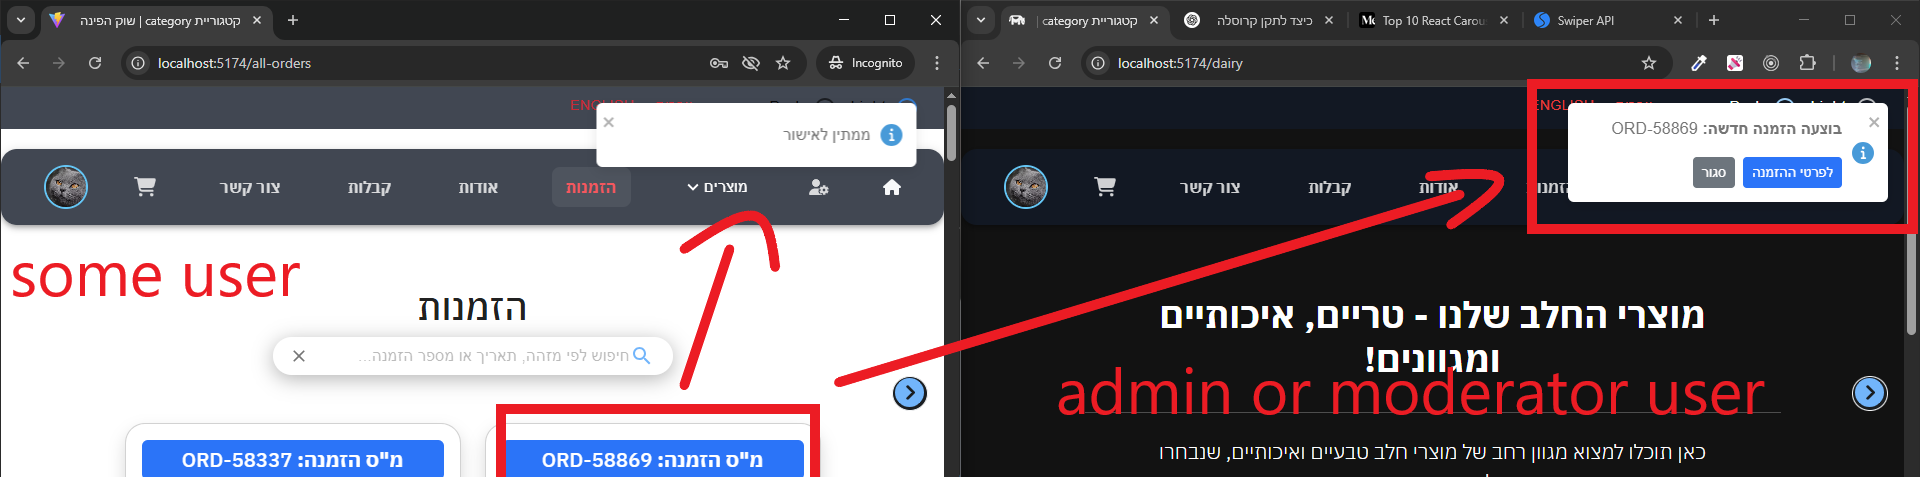 קטגוריית category | שוק הפינה
localhost:5174/all-orders
Incognito
ENGLISH
ממתין לאישור
מוצרים
הזמנות
אודות
קבלות
צור קשר
some user
הזמנות
חיפוש לפי מזהה, תאריך או מספר הזמנה...
מ"ס הזמנה: ORD-58869
מ"ס הזמנה: ORD-58337
קטגוריית category |
כיצד לתקן קרוסלה
Top 10 React Carou
Swiper API
localhost:5174/dairy
ENGLISH
בוצעה הזמנה חדשה: ORD-58869
לפרטי ההזמנה
סגור
אודות
קבלות
צור קשר
מוצרי החלב שלנו - טריים, איכותיים
ומגוונים!
admin or moderator user
כאן תוכלו למצוא מגוון רחב של מוצרי חלב טבעיים ואיכותיים, שנבחרו